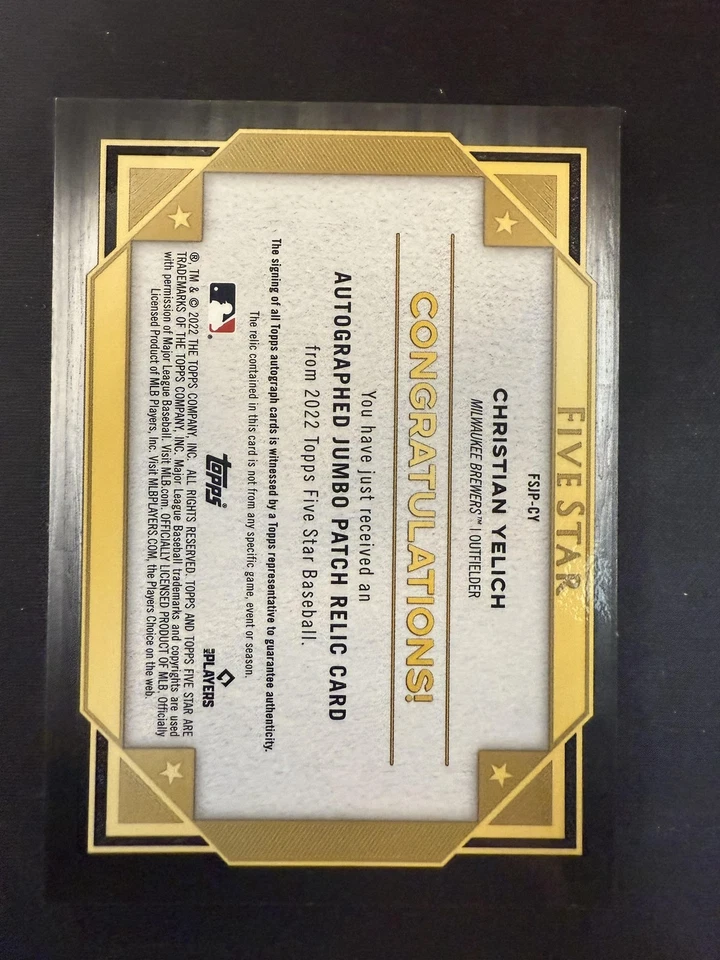 FIVE STAR
FSJP-CY
CHRISTIAN YELICH
MILWAUKEE BREWERS™ | OUTFIELDER
CONGRATULATIONS!
You have just received an
AUTOGRAPHED JUMBO PATCH RELIC CARD
from 2022 Topps Five Star Baseball.
The signing of all Topps autograph cards is witnessed by a Topps representative to guarantee authenticity.
The relic contained in this card is not from any specific game, event or season.
topps®
MLB PLAYERS
®, TM & © 2022 THE TOPPS COMPANY, INC. ALL RIGHTS RESERVED. TOPPS AND TOPPS FIVE STAR ARE
TRADEMARKS OF THE TOPPS COMPANY, INC. Major League Baseball trademarks and copyrights are used
with permission of Major League Baseball. Visit MLB.com. OFFICIALLY LICENSED PRODUCT OF MLB. Officially
Licensed Product of MLB Players, Inc. Visit MLBPLAYERS.COM, the Players Choice on the web.